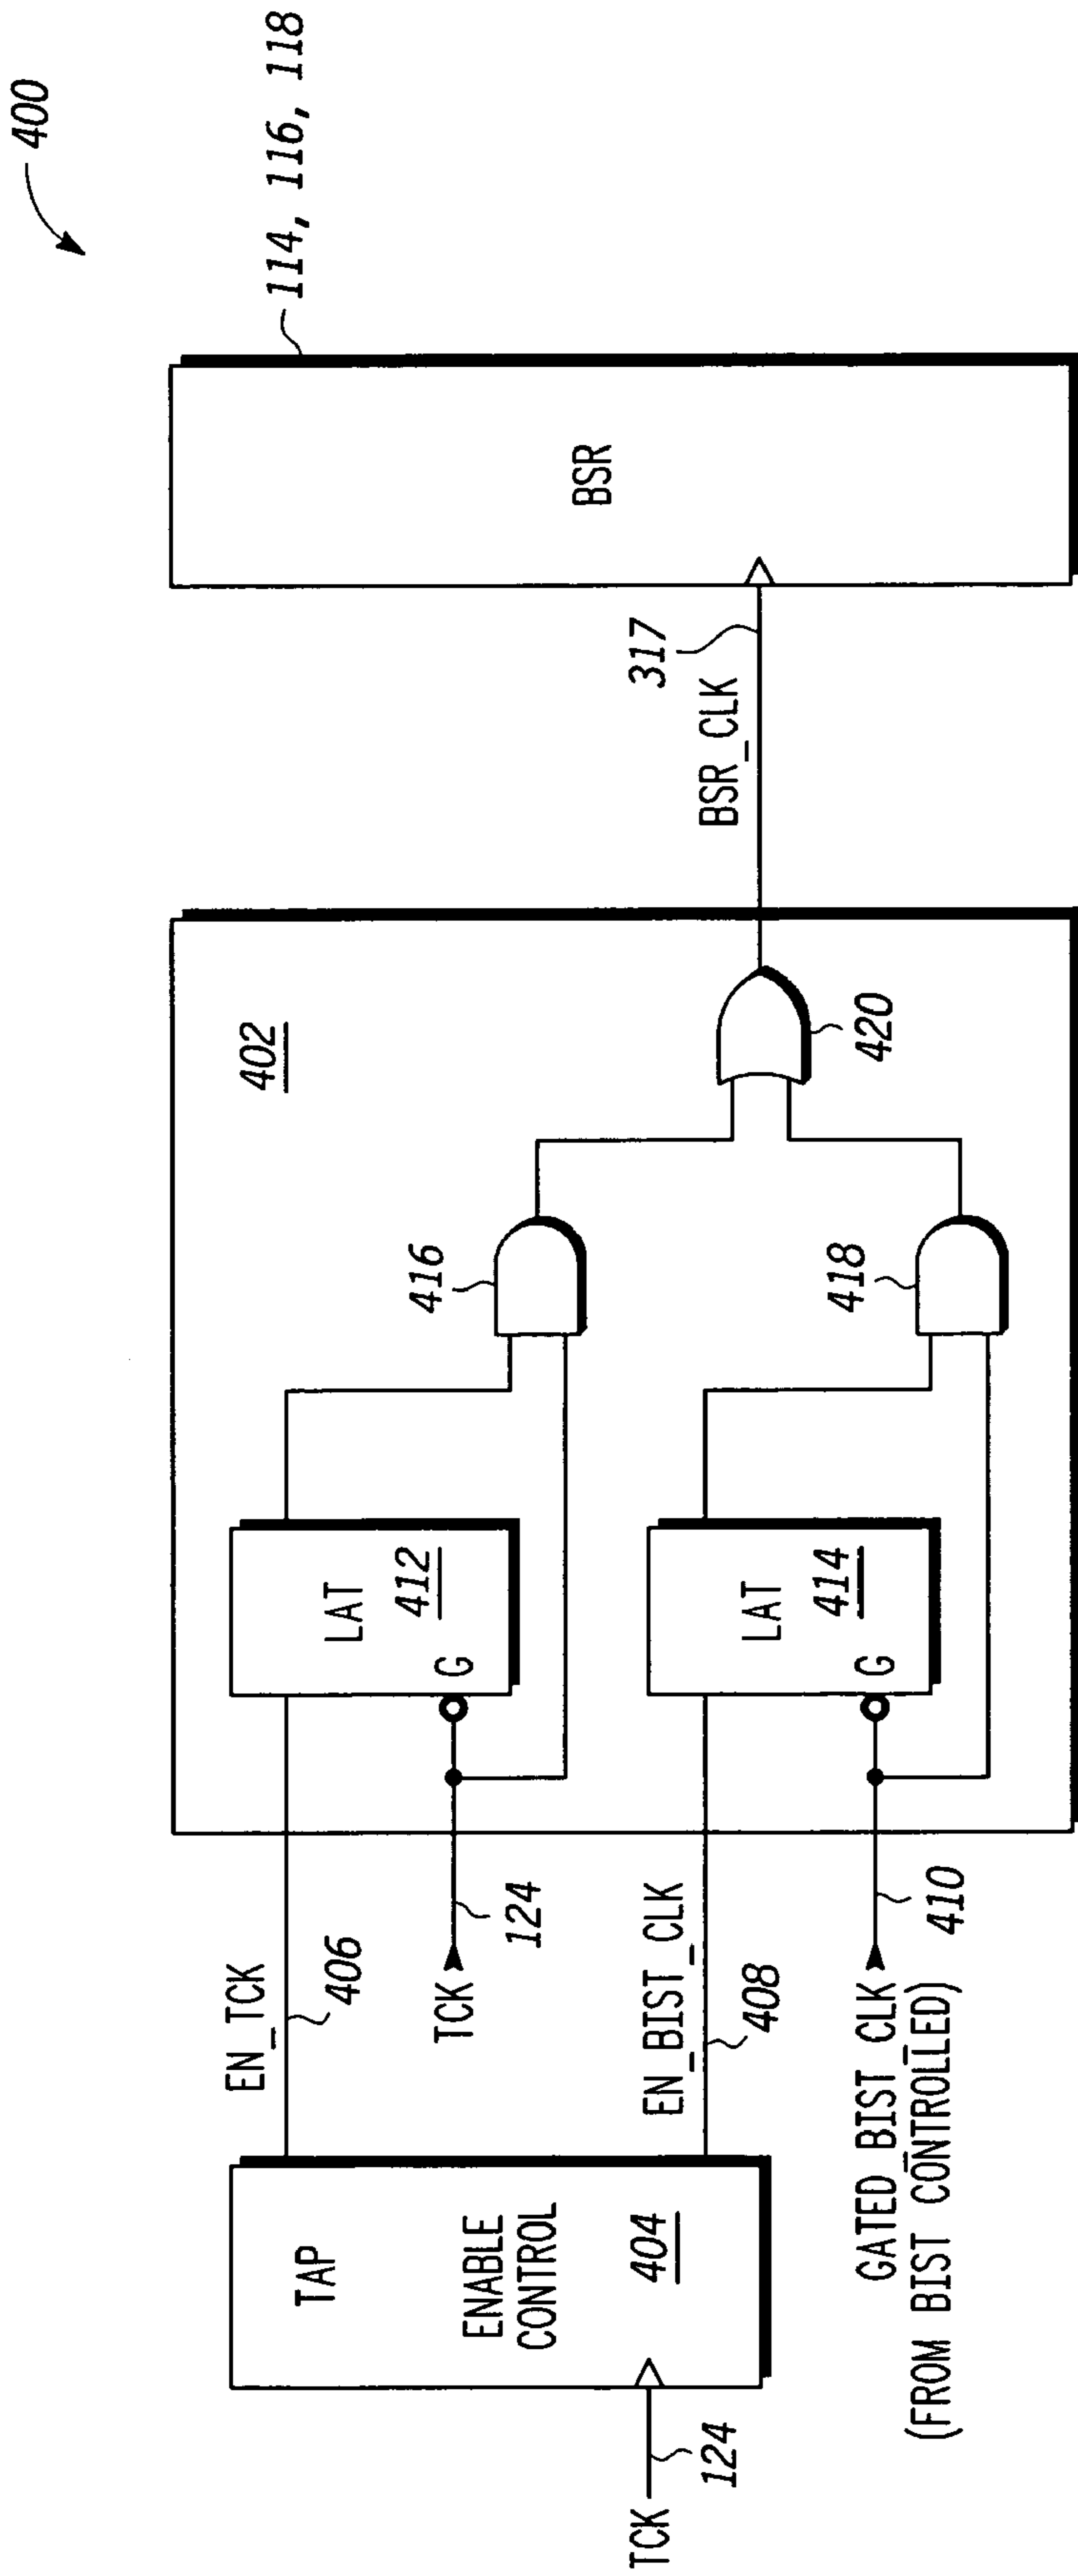 400
114, 116, 118
BSR
317
BSR_CLK
402
420
416
418
LAT
412
G
LAT
414
G
EN_TCK
406
TCK
124
EN_BIST_CLK
408
GATED_BIST_CLK
(FROM BIST CONTROLLED)
410
TAP
ENABLE
CONTROL
404
TCK
124